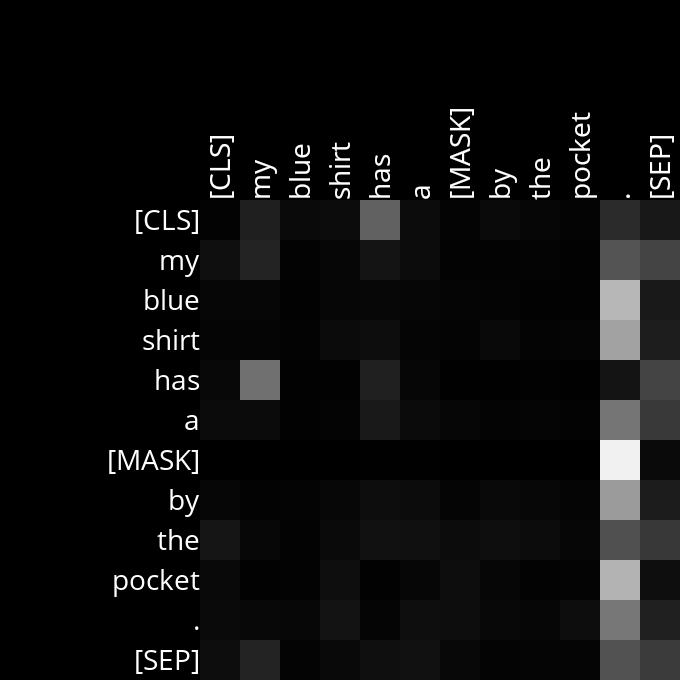 [CLS] my blue shirt has a [MASK] by the pocket . [SEP]
[CLS]
my
blue
shirt
has
a
[MASK]
by
the
pocket
.
[SEP]